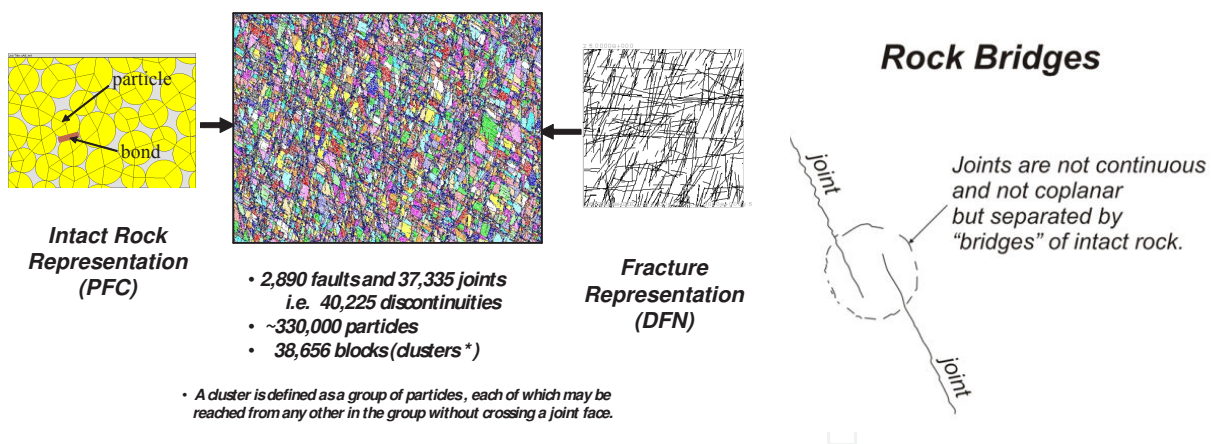 particle
bond
Intact Rock
Representation
(PFC)
• 2,890 faults and 37,335 joints
i.e. 40,225 discontinuities
• ~330,000 particles
• 38,656 blocks (clusters *)
• A cluster is defined as a group of particles, each of which may be
reached from any other in the group without crossing a joint face.
Fracture
Representation
(DFN)
Rock Bridges
joint
Joints are not continuous
and not coplanar
but separated by
“bridges” of intact rock.
joint